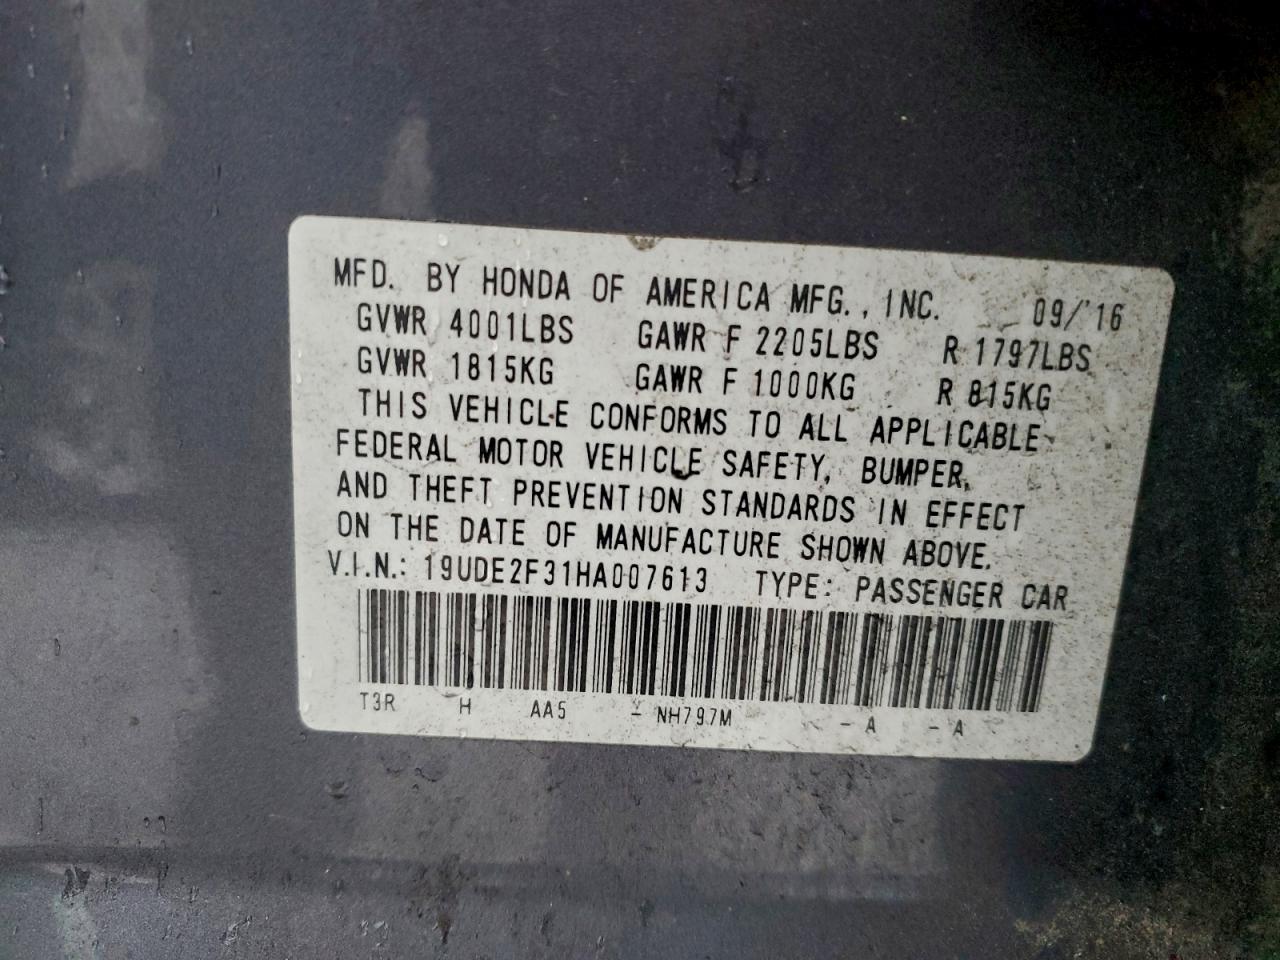 MFD. BY HONDA OF AMERICA MFG., INC. 09/'16
GVWR 4001LBS GAWR F 2205LBS R 1797LBS
GVWR 1815KG GAWR F 1000KG R 815KG
THIS VEHICLE CONFORMS TO ALL APPLICABLE
FEDERAL MOTOR VEHICLE SAFETY, BUMPER,
AND THEFT PREVENTION STANDARDS IN EFFECT
ON THE DATE OF MANUFACTURE SHOWN ABOVE.
V.I.N.: 19UDE2F31HA007613 TYPE: PASSENGER CAR
T3R H AA5 - NH797M - A - A